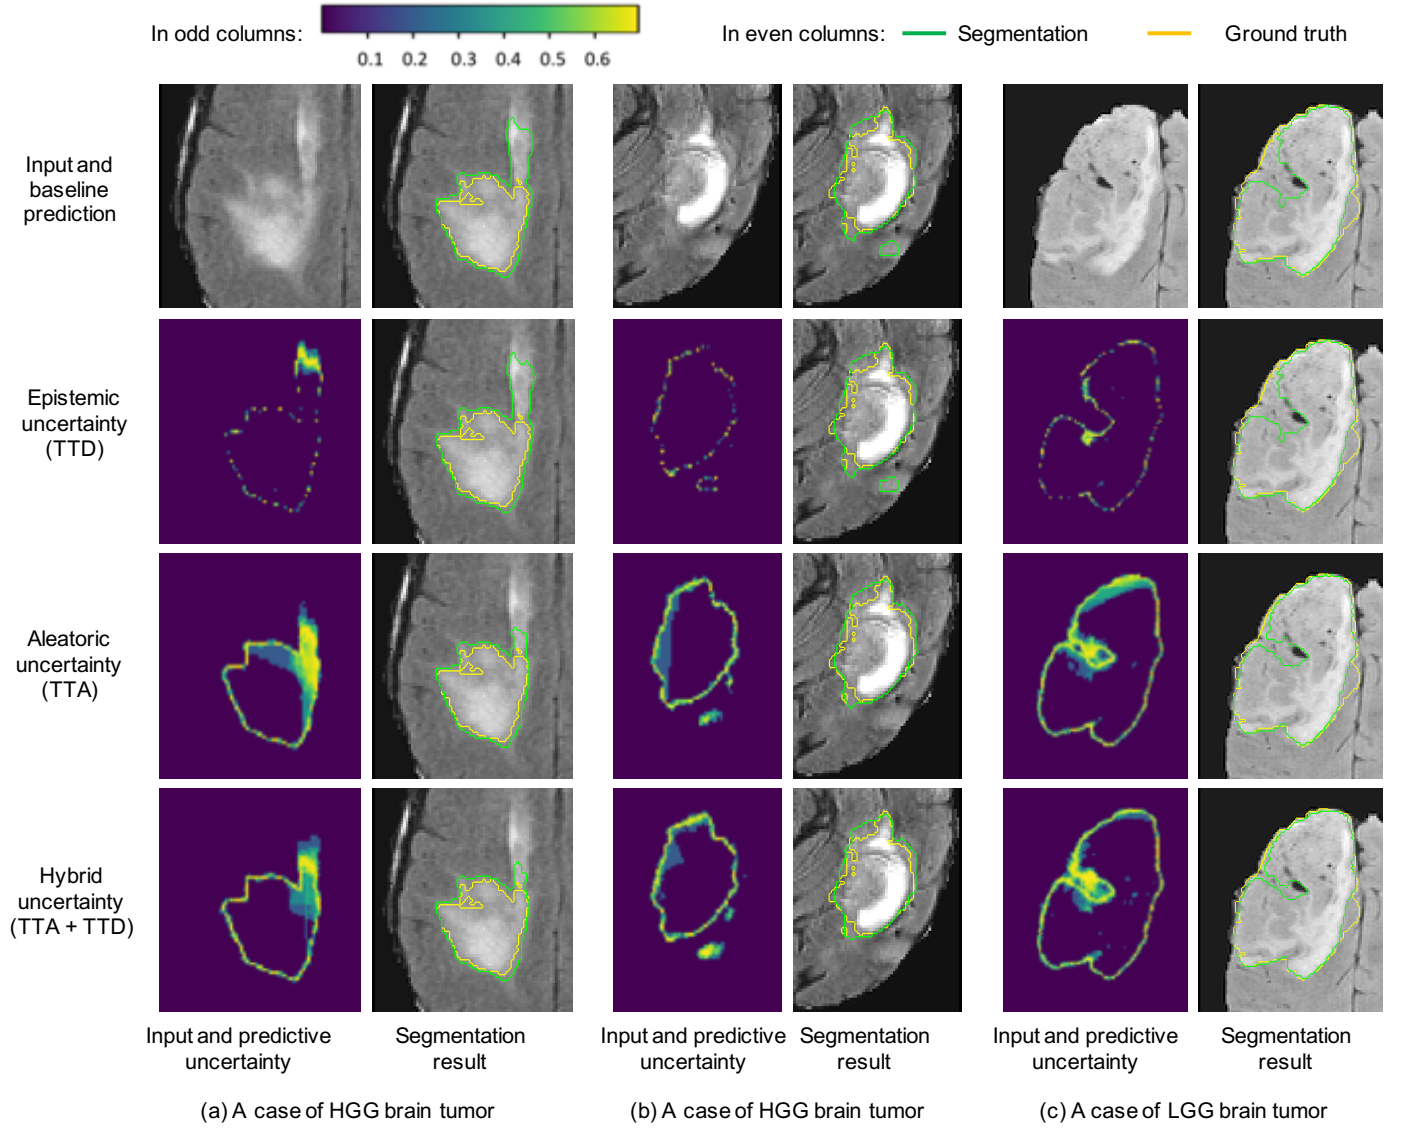 In odd columns:
0.1 0.2 0.3 0.4 0.5 0.6
In even columns: Segmentation Ground truth
Input and
baseline
prediction
Epistemic
uncertainty
(TTD)
Aleatoric
uncertainty
(TTA)
Hybrid
uncertainty
(TTA + TTD)
Input and predictive
uncertainty
Segmentation
result
Input and predictive
uncertainty
Segmentation
result
Input and predictive
uncertainty
Segmentation
result
(a) A case of HGG brain tumor
(b) A case of HGG brain tumor
(c) A case of LGG brain tumor